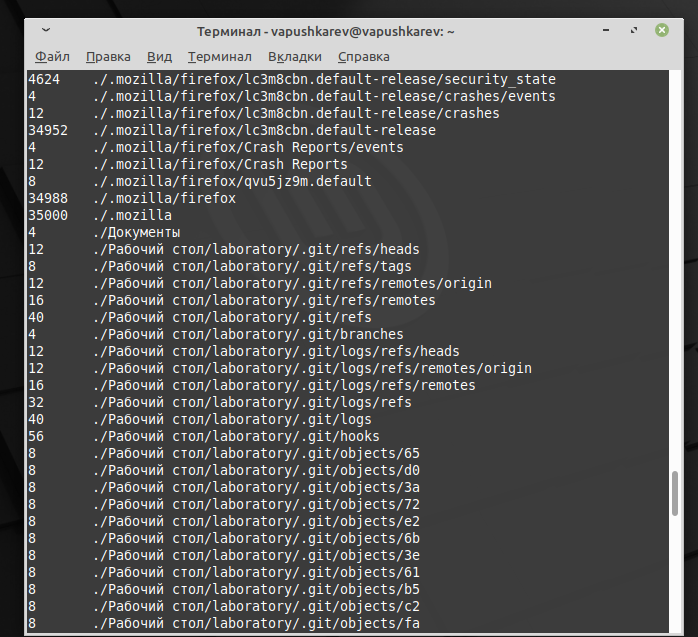 Терминал - vapushkarev@vapushkarev: ~
Файл Правка Вид Терминал Вкладки Справка
4624 ./.mozilla/firefox/lc3m8cbn.default-release/security_state
4 ./.mozilla/firefox/lc3m8cbn.default-release/crashes/events
12 ./.mozilla/firefox/lc3m8cbn.default-release/crashes
34952 ./.mozilla/firefox/lc3m8cbn.default-release
4 ./.mozilla/firefox/Crash Reports/events
12 ./.mozilla/firefox/Crash Reports
8 ./.mozilla/firefox/qvu5jz9m.default
34988 ./.mozilla/firefox
35000 ./.mozilla
4 ./Документы
12 ./Рабочий стол/laboratory/.git/refs/heads
8 ./Рабочий стол/laboratory/.git/refs/tags
12 ./Рабочий стол/laboratory/.git/refs/remotes/origin
16 ./Рабочий стол/laboratory/.git/refs/remotes
40 ./Рабочий стол/laboratory/.git/refs
4 ./Рабочий стол/laboratory/.git/branches
12 ./Рабочий стол/laboratory/.git/logs/refs/heads
12 ./Рабочий стол/laboratory/.git/logs/refs/remotes/origin
16 ./Рабочий стол/laboratory/.git/logs/refs/remotes
32 ./Рабочий стол/laboratory/.git/logs/refs
40 ./Рабочий стол/laboratory/.git/logs
56 ./Рабочий стол/laboratory/.git/hooks
8 ./Рабочий стол/laboratory/.git/objects/65
8 ./Рабочий стол/laboratory/.git/objects/d0
8 ./Рабочий стол/laboratory/.git/objects/3a
8 ./Рабочий стол/laboratory/.git/objects/72
8 ./Рабочий стол/laboratory/.git/objects/e2
8 ./Рабочий стол/laboratory/.git/objects/6b
8 ./Рабочий стол/laboratory/.git/objects/3e
8 ./Рабочий стол/laboratory/.git/objects/61
8 ./Рабочий стол/laboratory/.git/objects/b5
8 ./Рабочий стол/laboratory/.git/objects/c2
8 ./Рабочий стол/laboratory/.git/objects/fa